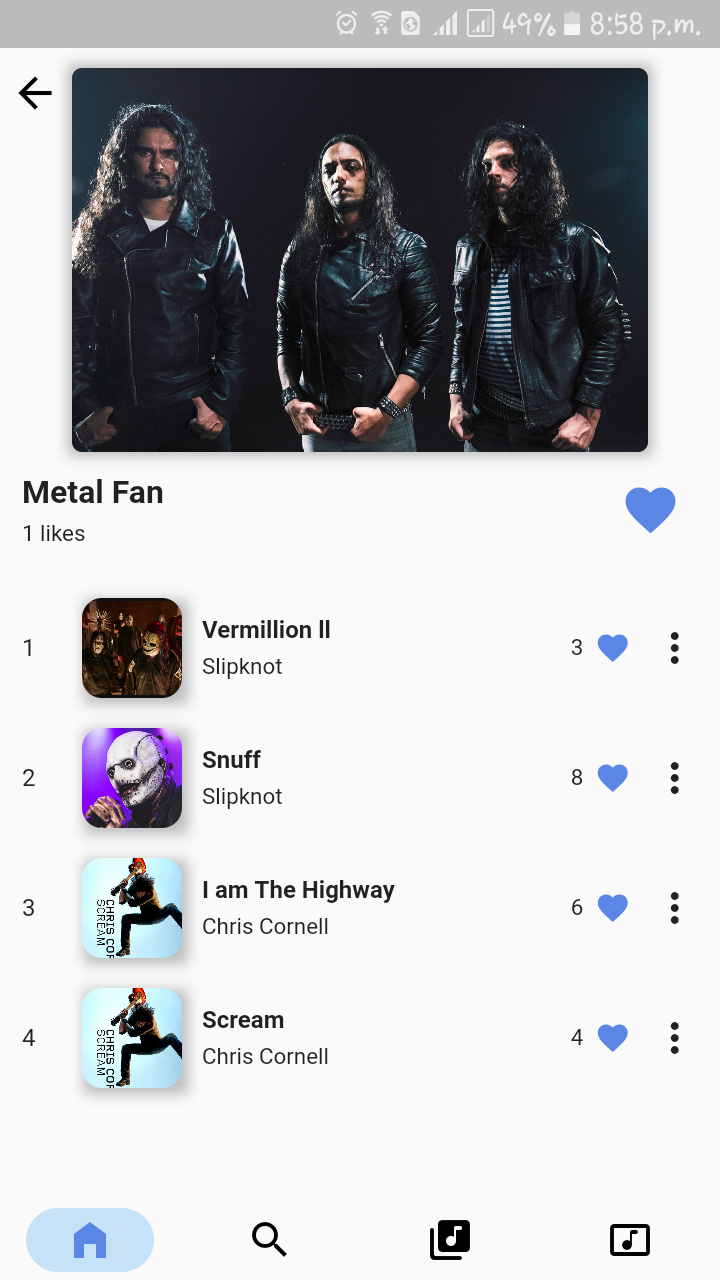 49% 8:58 p.m.
Metal Fan
1 likes
1
Vermillion ll
Slipknot
3
2
Snuff
Slipknot
8
3
I am The Highway
Chris Cornell
6
CHRIS COR
SCREAM
4
Scream
Chris Cornell
4
CHRIS COR
SCREAM